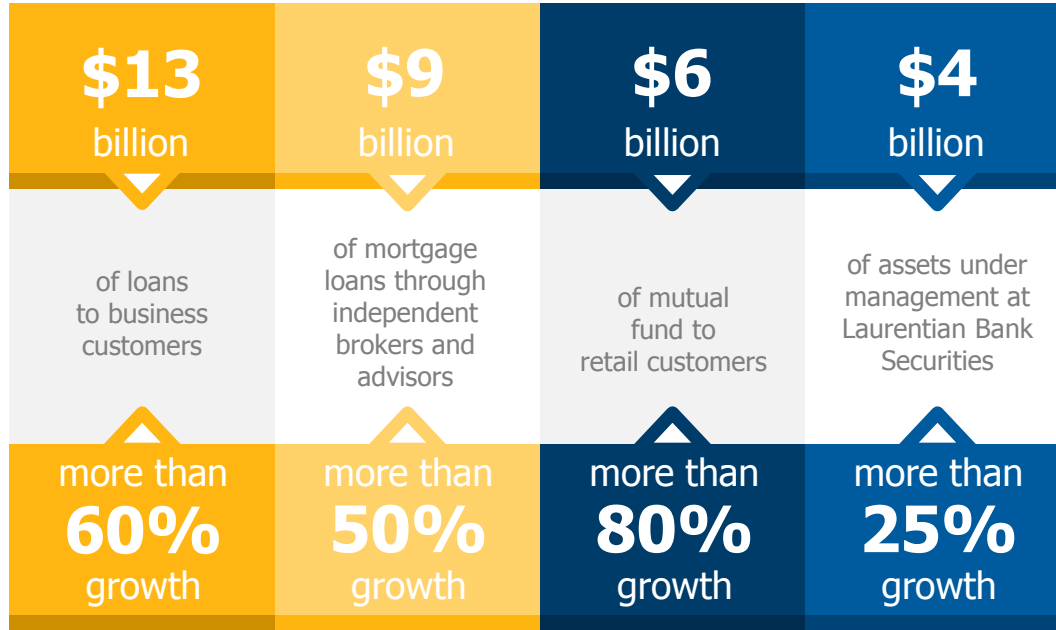 $13
billion
of loans
to business
customers
more than
60%
growth
$9
billion
of mortgage
loans through
independent
brokers and
advisors
more than
50%
growth
$6
billion
of mutual
fund to
retail customers
more than
80%
growth
$4
billion
of assets under
management at
Laurentian Bank
Securities
more than
25%
growth